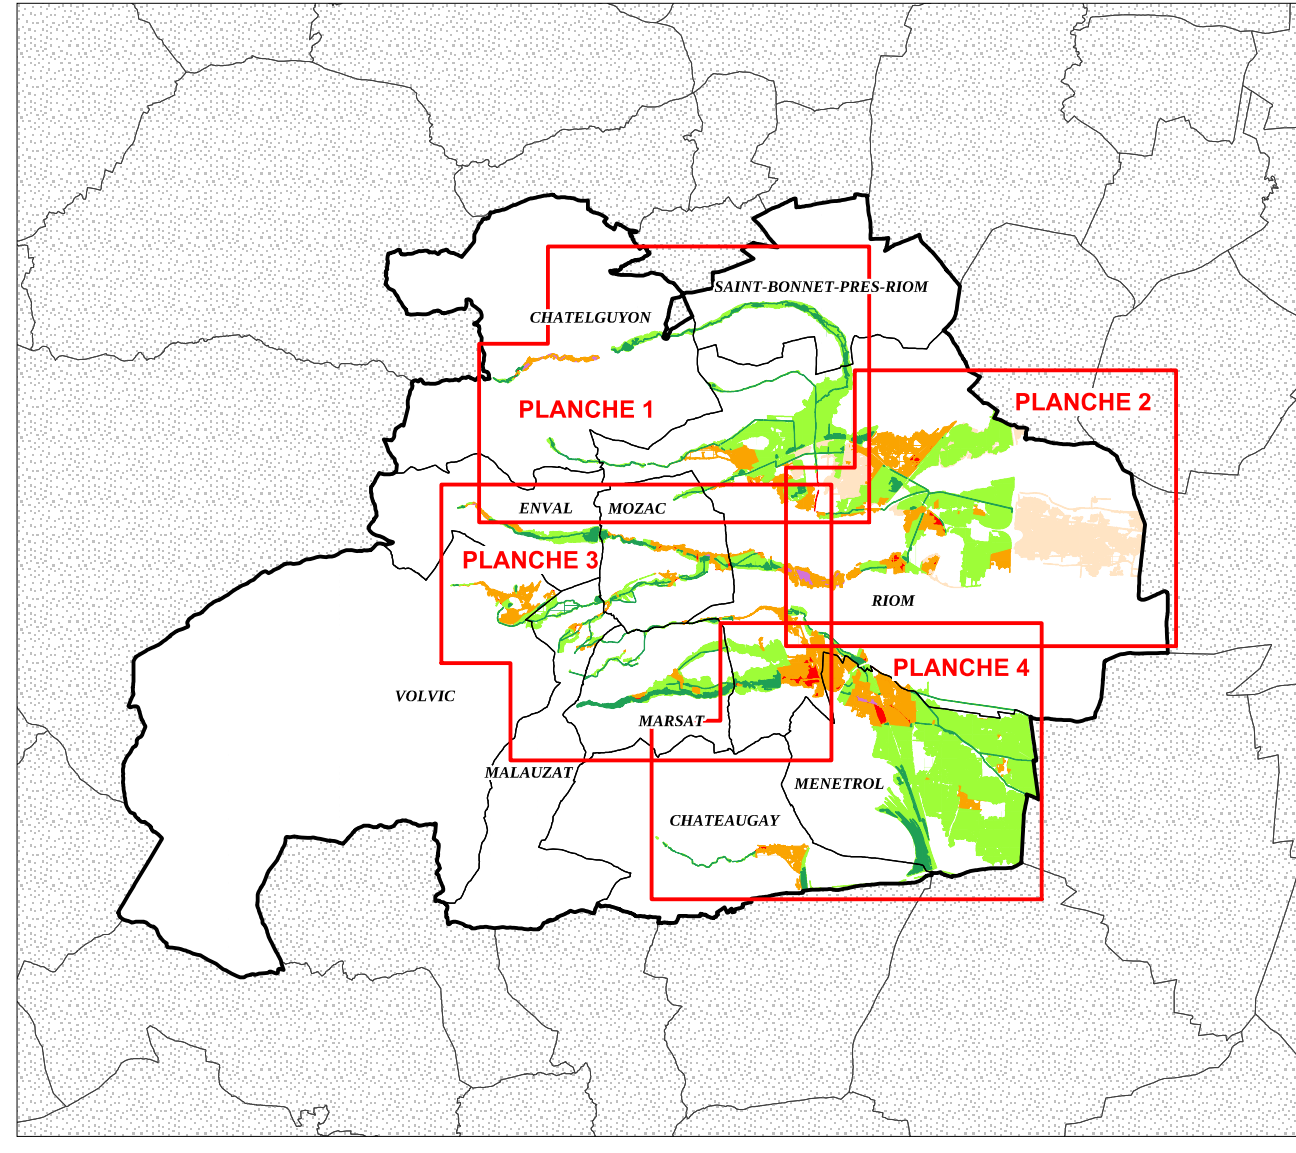 SAINT-BONNET-PRES-RIOM
CHATELGUYON
PLANCHE 1
PLANCHE 2
ENVAL
MOZAC
PLANCHE 3
RIOM
PLANCHE 4
VOLVIC
MARSAT
MALAUZAT
MENETROL
CHATEAUGAY